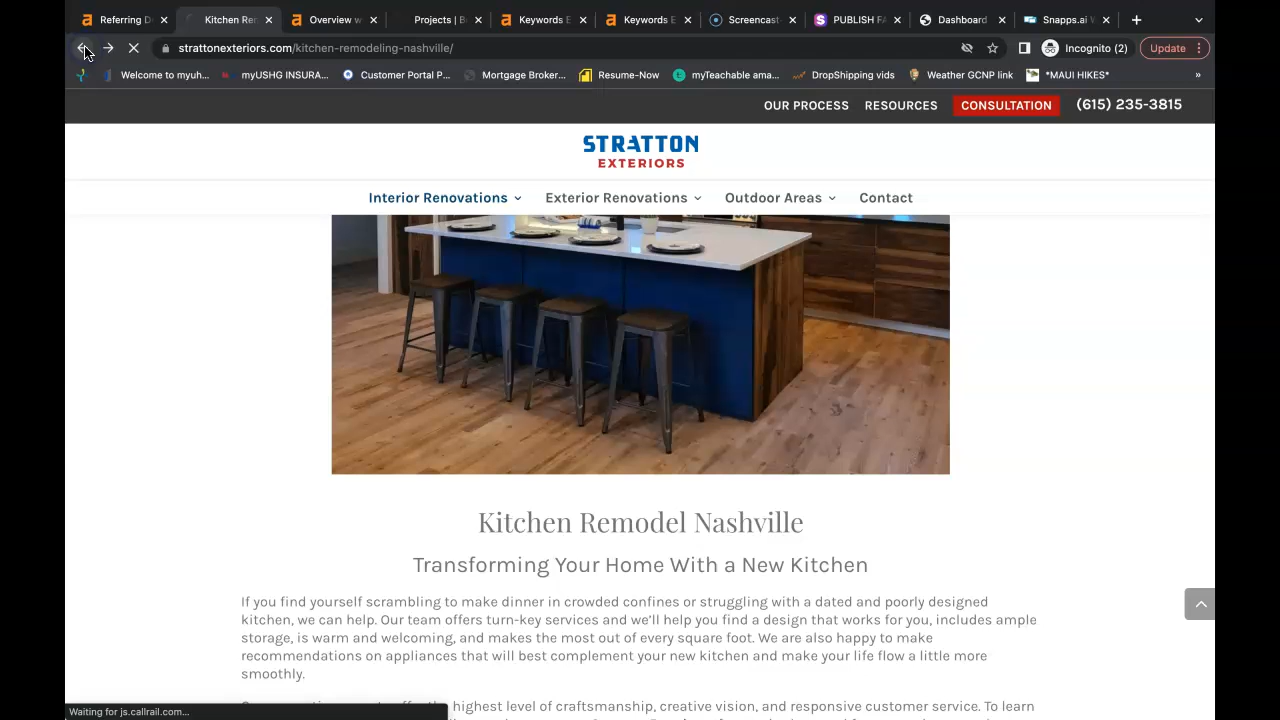 Referring D
Kitchen Rer
Overview w
Projects | B
Keywords E
Keywords E
Screencast
PUBLISH FA
Dashboard
Snapps.ai W
strattonexteriors.com/kitchen-remodeling-nashville/
Incognito (2)
Update
Welcome to myuh...
myUSHG INSURA...
Customer Portal P...
Mortgage Broker...
Resume-Now
myTeachable ama...
DropShipping vids
Weather GCNP link
*MAUI HIKES*
»
OUR PROCESS RESOURCES CONSULTATION (615) 235-3815
STRATTON
EXTERIORS
Interior Renovations Exterior Renovations Outdoor Areas Contact
Kitchen Remodel Nashville
Transforming Your Home With a New Kitchen
If you find yourself scrambling to make dinner in crowded confines or struggling with a dated and poorly designed
kitchen, we can help. Our team offers turn-key services and we'll help you find a design that works for you, includes ample
storage, is warm and welcoming, and makes the most out of every square foot. We are also happy to make
recommendations on appliances that will best complement your new kitchen and make your life flow a little more
smoothly.
highest level of craftsmanship, creative vision, and responsive customer service. To learn
Waiting for js.callrail.com...